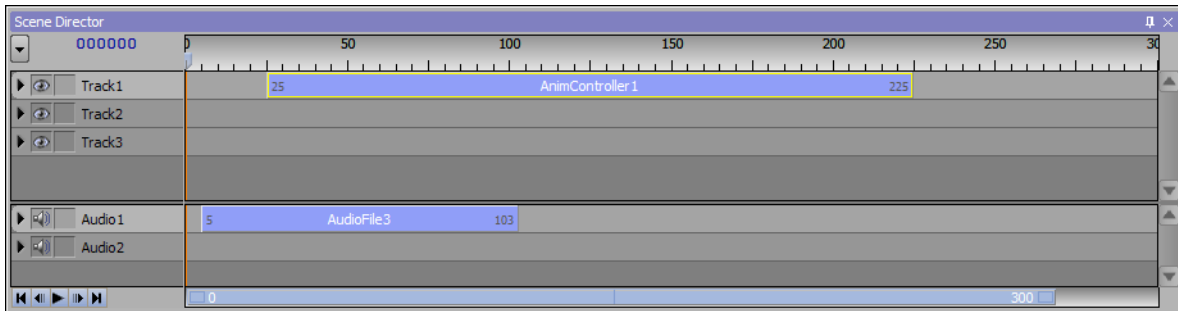 Scene Director
000000 0 50 100 150 200 250 30
Track1 25 AnimController1 225
Track2
Track3
Audio1 5 AudioFile3 103
Audio2
0 300